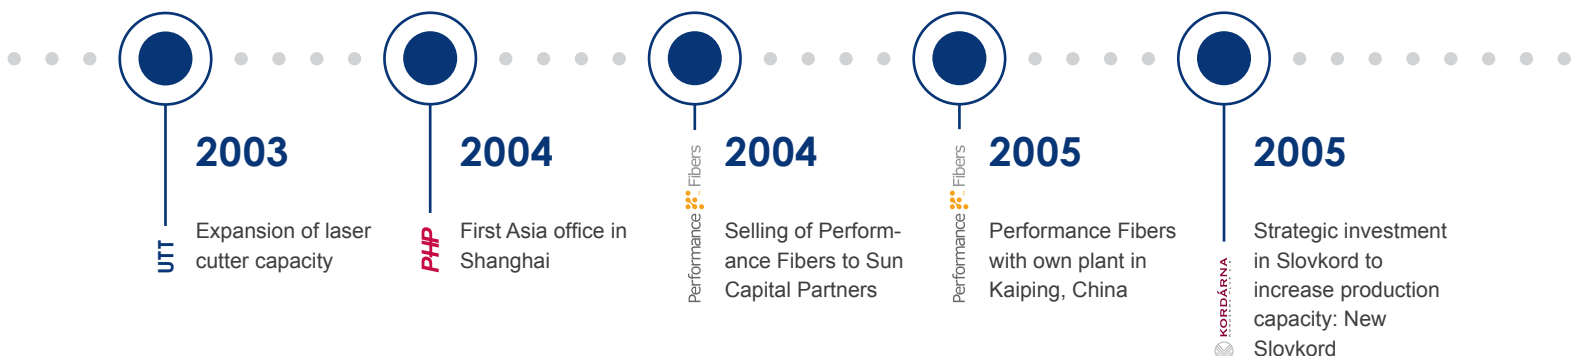 2003
UTT
Expansion of laser
cutter capacity
2004
PHP
First Asia office in
Shanghai
2004
Performance Fibers
Selling of Perform-
ance Fibers to Sun
Capital Partners
2005
Performance Fibers
Performance Fibers
with own plant in
Kaiping, China
2005
KORDÁRNA
Strategic investment
in Slovkord to
increase production
capacity: New
Slovkord